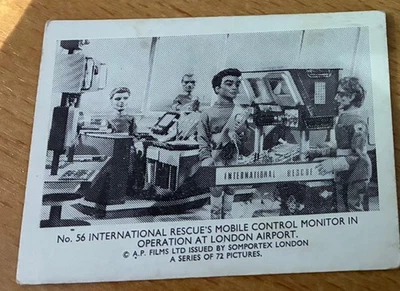 INTERNATIONAL RESCUE
No. 56 INTERNATIONAL RESCUE'S MOBILE CONTROL MONITOR IN
OPERATION AT LONDON AIRPORT.
© A.P. FILMS LTD ISSUED BY SOMPORTEX LONDON
A SERIES OF 72 PICTURES.